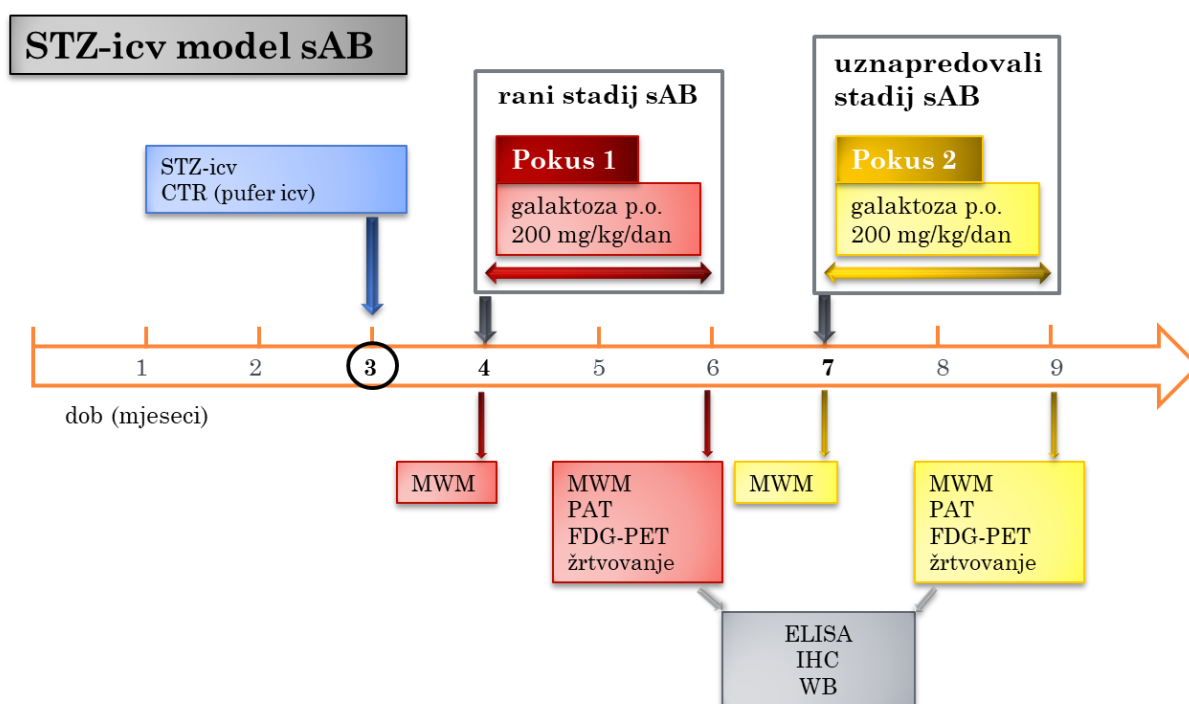 STZ-icv model sAB
rani stadij sAB
Pokus 1
galaktoza p.o.
200 mg/kg/dan
uznapredovali
stadij sAB
Pokus 2
galaktoza p.o.
200 mg/kg/dan
STZ-icv
CTR (pufer icv)
1
2
3
4
5
6
7
8
9
dob (mjeseci)
MWM
MWM
PAT
FDG-PET
žrtvovanje
MWM
MWM
PAT
FDG-PET
žrtvovanje
ELISA
IHC
WB